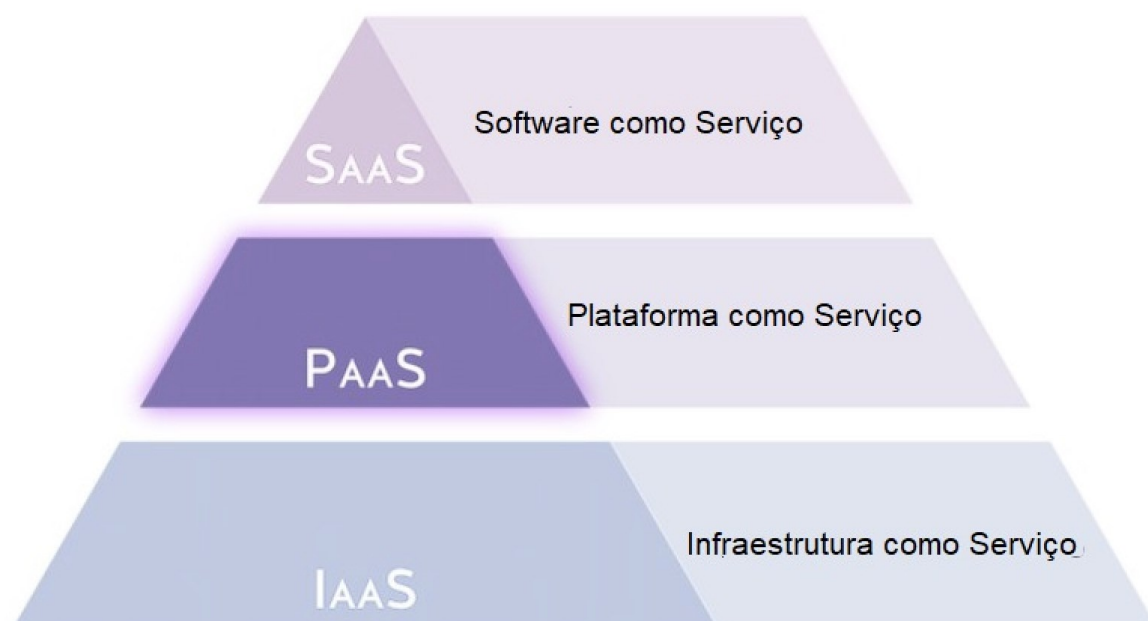 SaaS
Software como Serviço
PaaS
Plataforma como Serviço
IaaS
Infraestrutura como Serviço